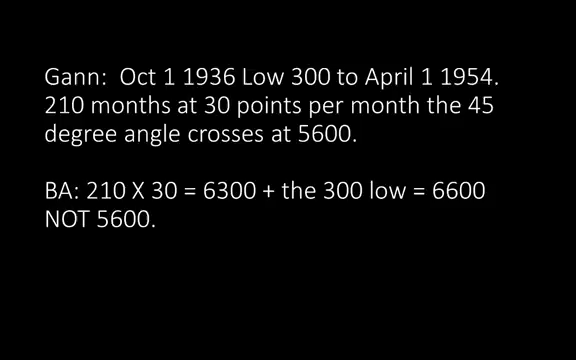 Gann:  Oct 1 1936 Low 300 to April 1 1954.
210 months at 30 points per month the 45
degree angle crosses at 5600.
BA: 210 X 30 = 6300 + the 300 low = 6600
NOT 5600.